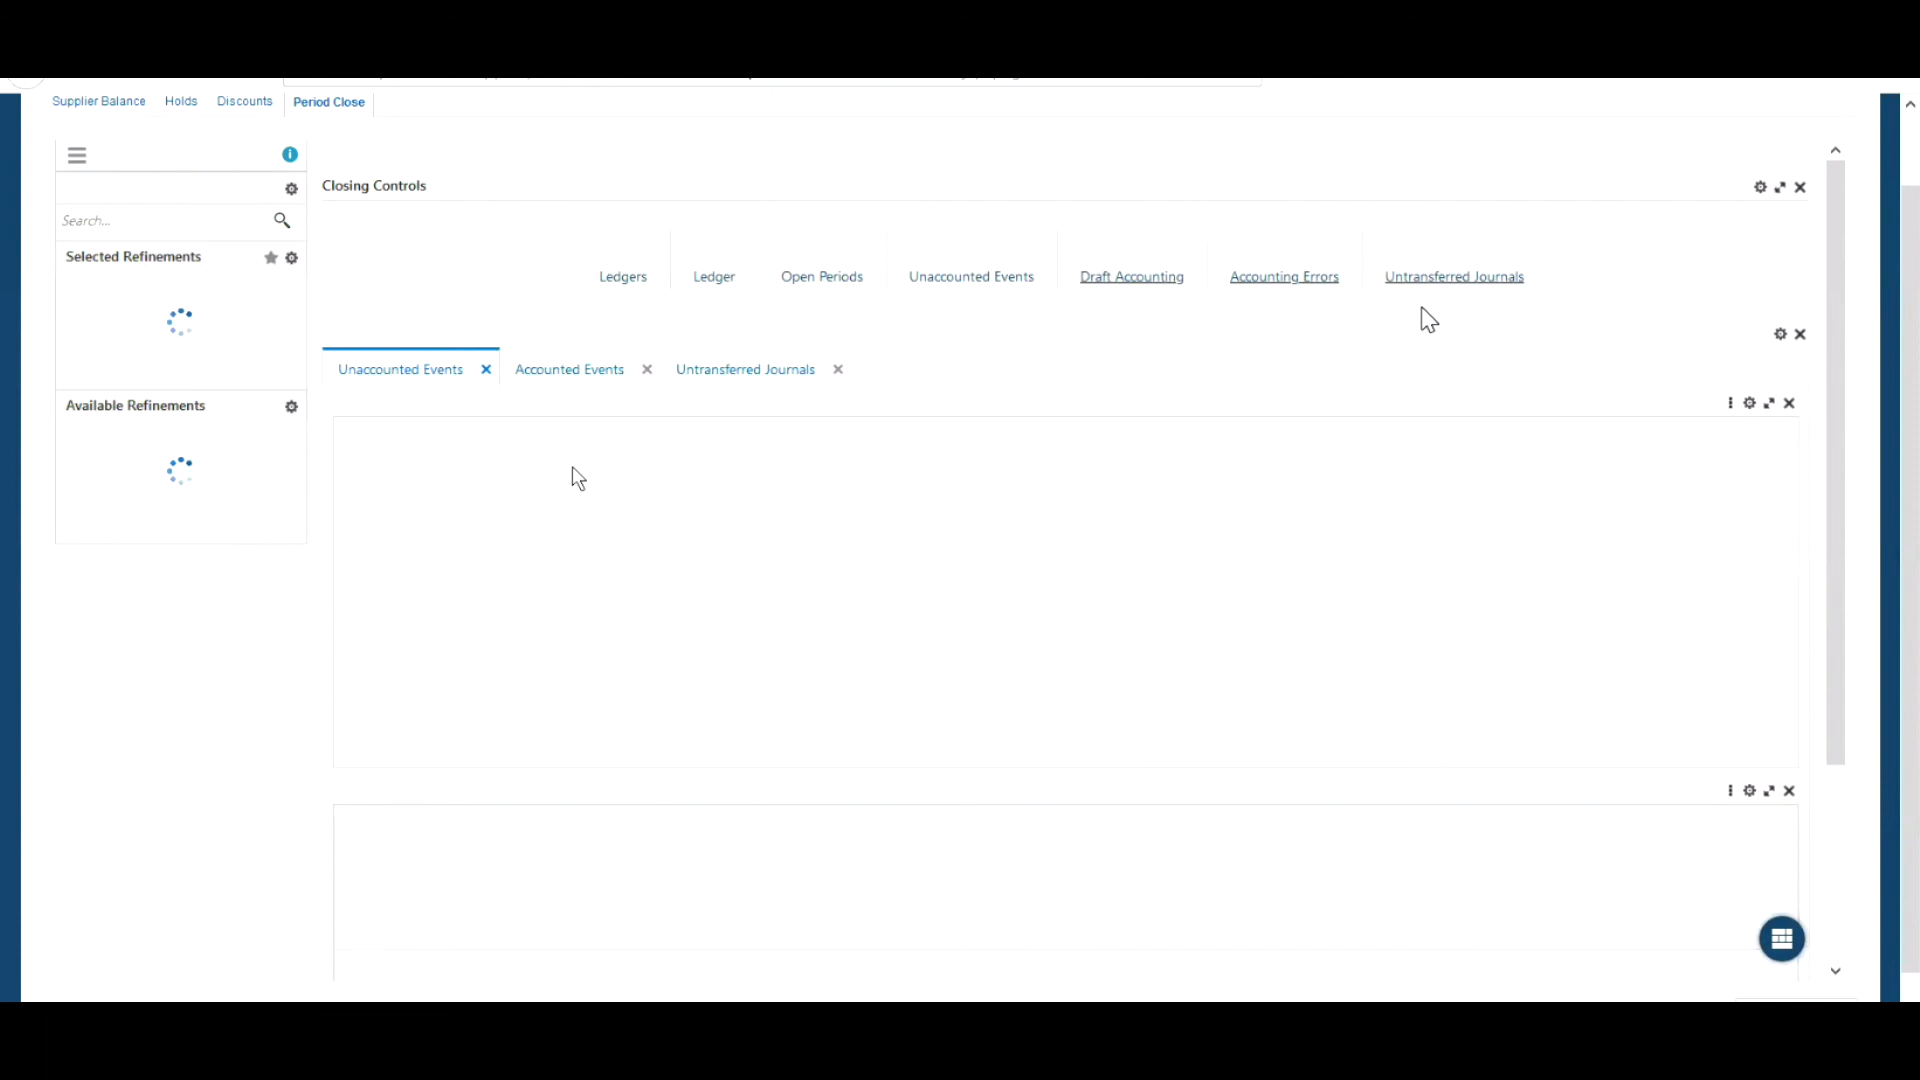 Supplier Balance Holds Discounts Period Close
Closing Controls
Search...
Selected Refinements
Ledgers Ledger Open Periods Unaccounted Events Draft Accounting Accounting Errors Untransferred Journals
Unaccounted Events Accounted Events Untransferred Journals
Available Refinements